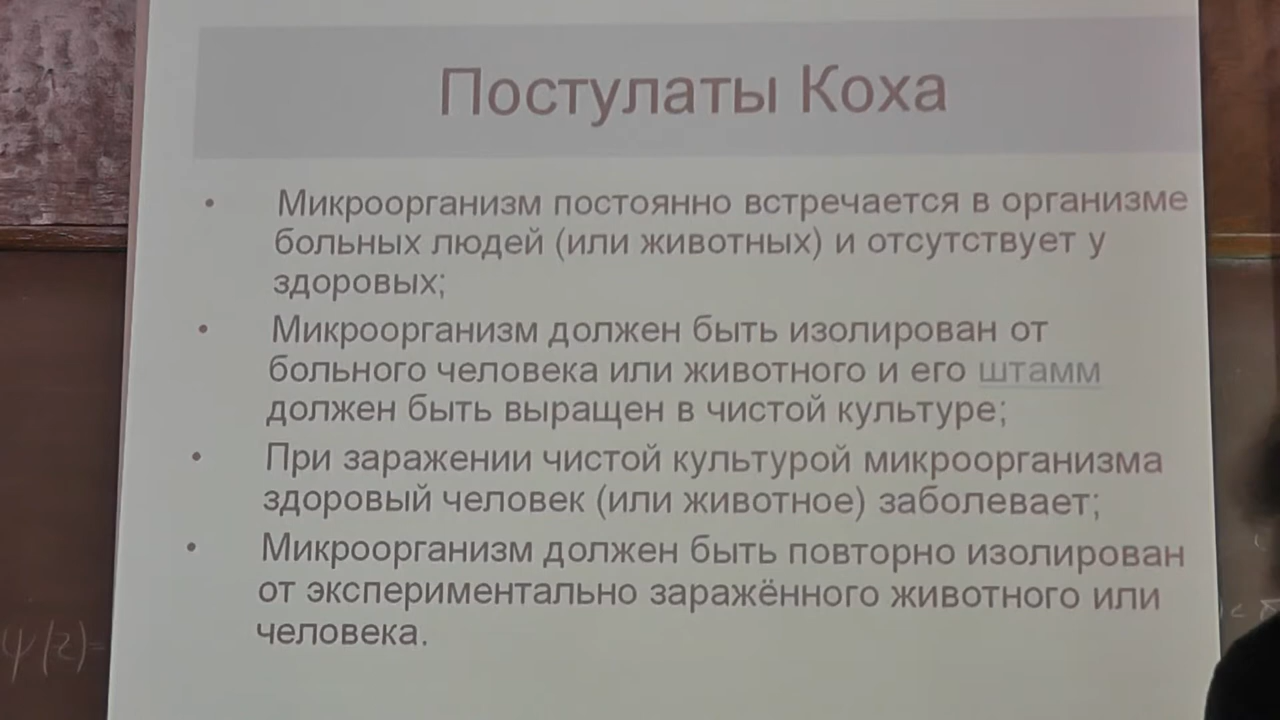 Постулаты Коха
• Микроорганизм постоянно встречается в организме
больных людей (или животных) и отсутствует у
здоровых;
• Микроорганизм должен быть изолирован от
больного человека или животного и его штамм
должен быть выращен в чистой культуре;
• При заражении чистой культурой микроорганизма
здоровый человек (или животное) заболевает;
• Микроорганизм должен быть повторно изолирован
от экспериментально заражённого животного или
человека.
ψ(z)=